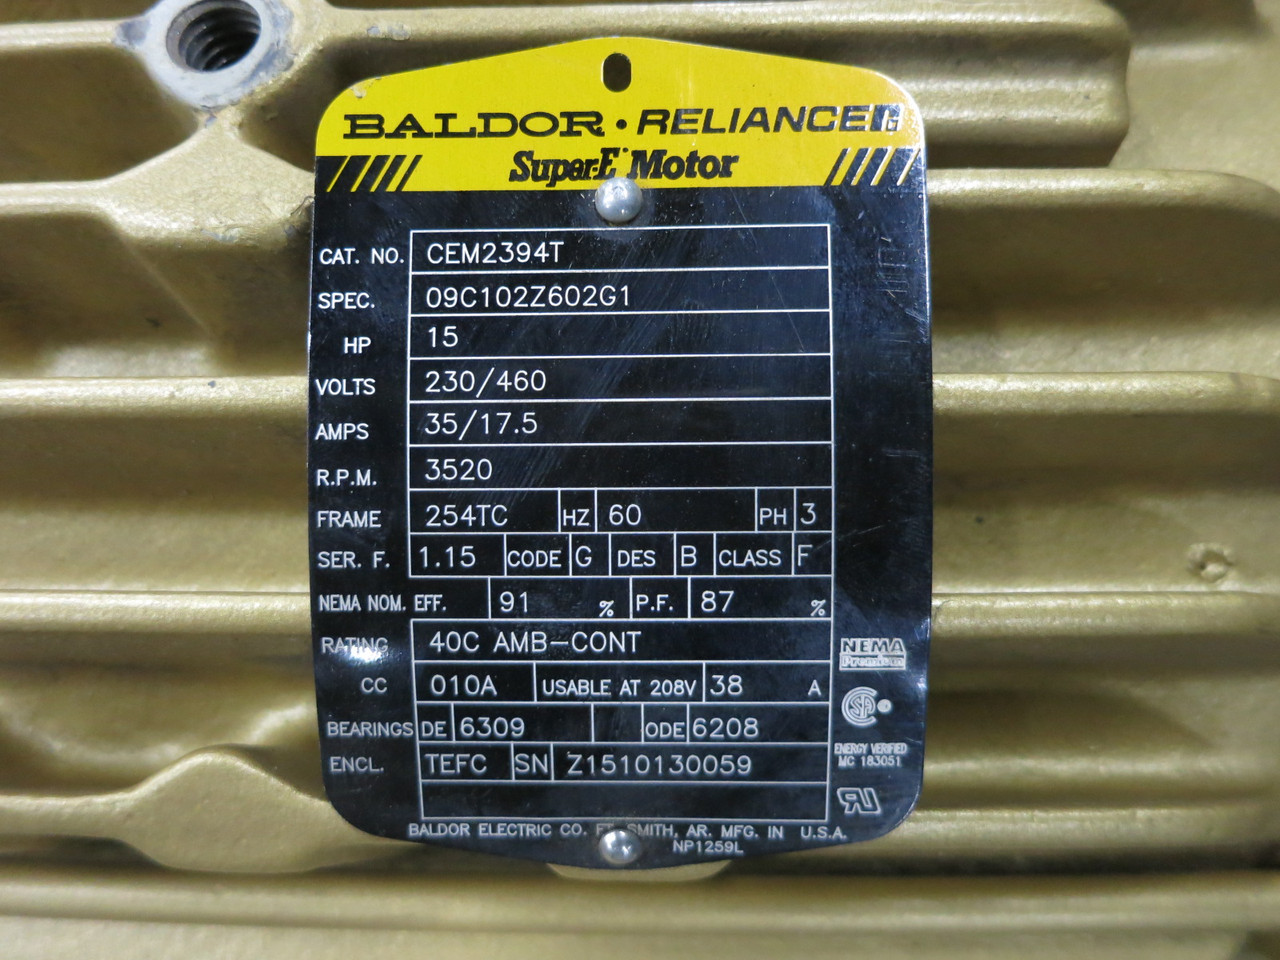 BALDOR • RELIANCE
Super-E Motor
CAT. NO. CEM2394T
SPEC. 09C102Z602G1
HP 15
VOLTS 230/460
AMPS 35/17.5
R.P.M. 3520
FRAME 254TC HZ 60 PH 3
SER. F. 1.15 CODE G DES B CLASS F
NEMA NOM. EFF. 91 % P.F. 87 %
RATING 40C AMB-CONT
CC 010A USABLE AT 208V 38 A
BEARINGS DE 6309 ODE 6208
ENCL. TEFC SN Z1510130059
NEMA
Premium
SA
ENERGY VERIFIED
MC 183051
BALDOR ELECTRIC CO. FT. SMITH, AR. MFG. IN U.S.A.
NP1259L